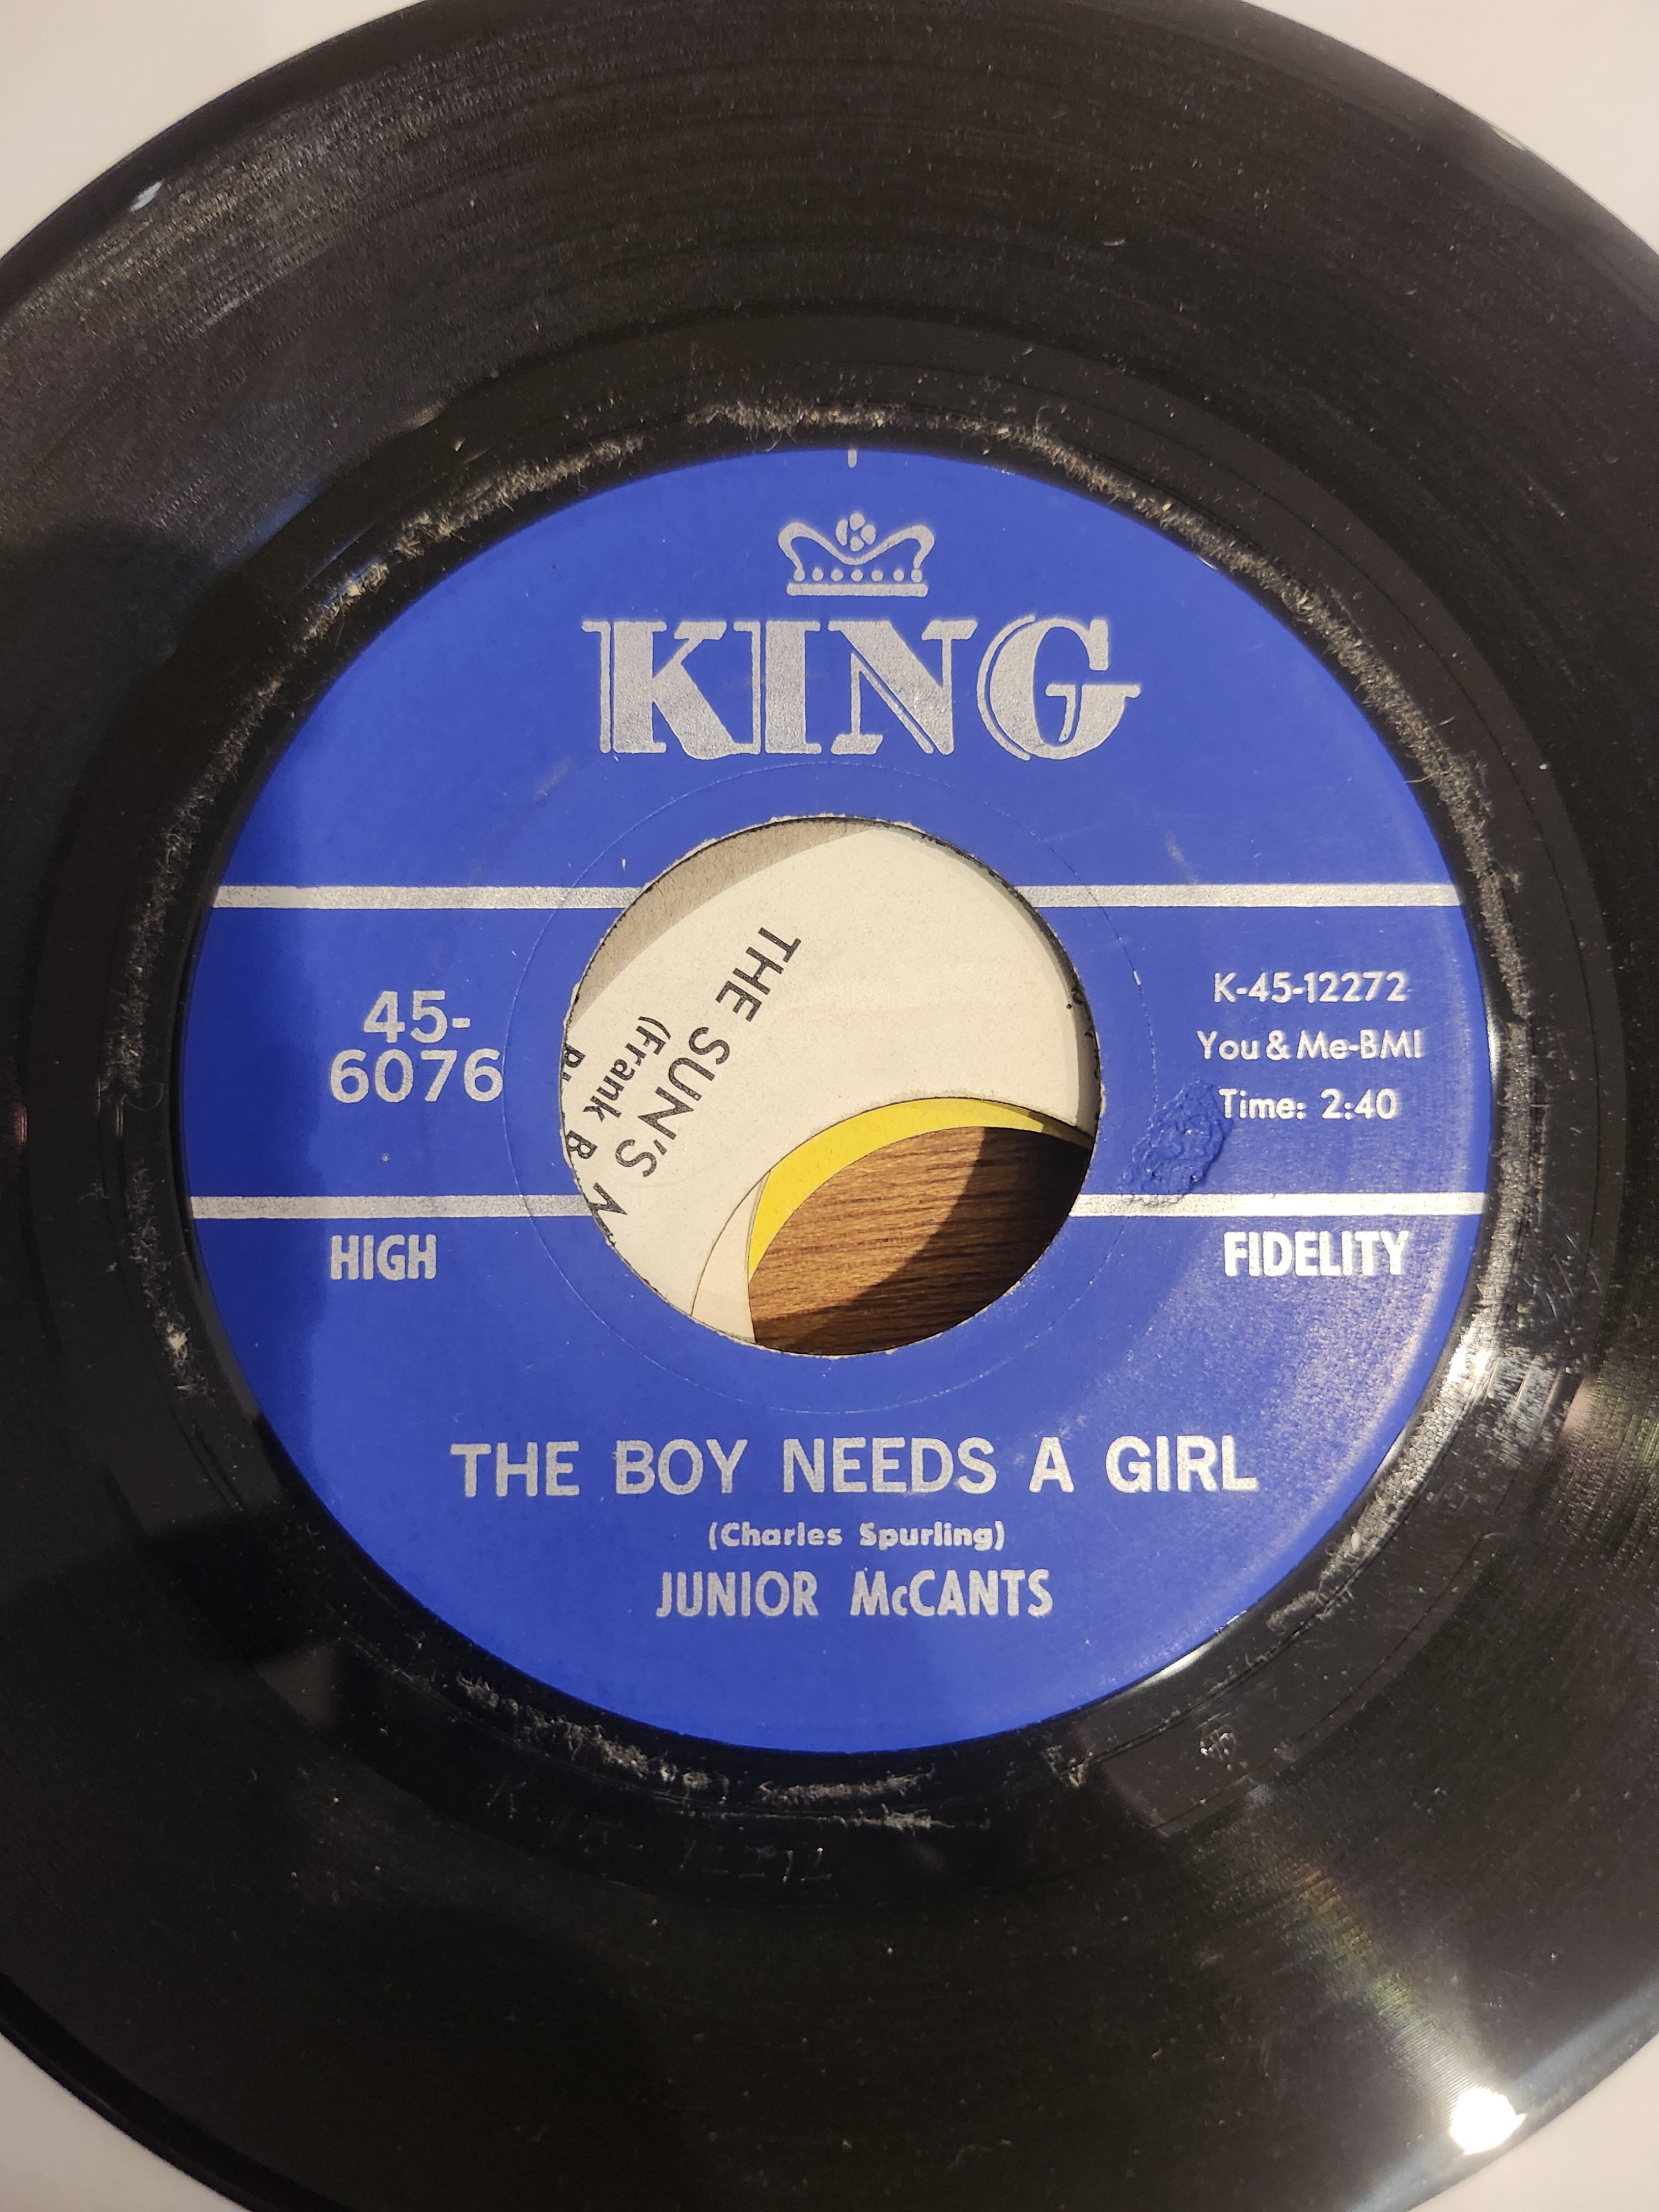 KING
45-
6076
K-45-12272
You & Me-BMI
Time: 2:40
THE SUN'S
(Frank B
HIGH
FIDELITY
THE BOY NEEDS A GIRL
(Charles Spurling)
JUNIOR McCANTS